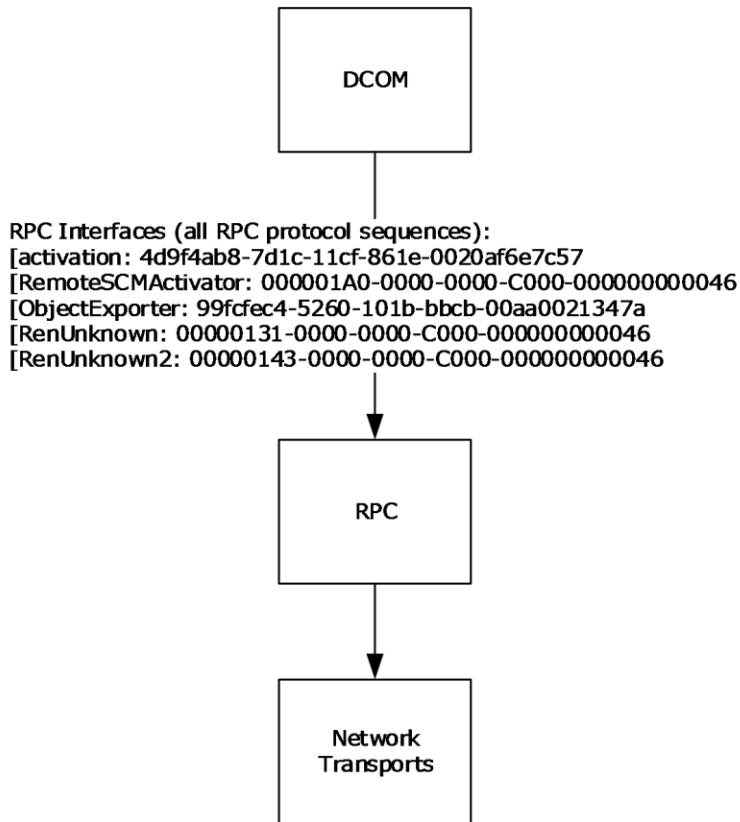 DCOM
RPC Interfaces (all RPC protocol sequences):
[activation: 4d9f4ab8-7d1c-11cf-861e-0020af6e7c57
[RemoteSCMActivator: 000001A0-0000-0000-C000-000000000046
[ObjectExporter: 99fcfec4-5260-101b-bbcb-00aa0021347a
[RenUnknown: 00000131-0000-0000-C000-000000000046
[RenUnknown2: 00000143-0000-0000-C000-000000000046
RPC
Network
Transports